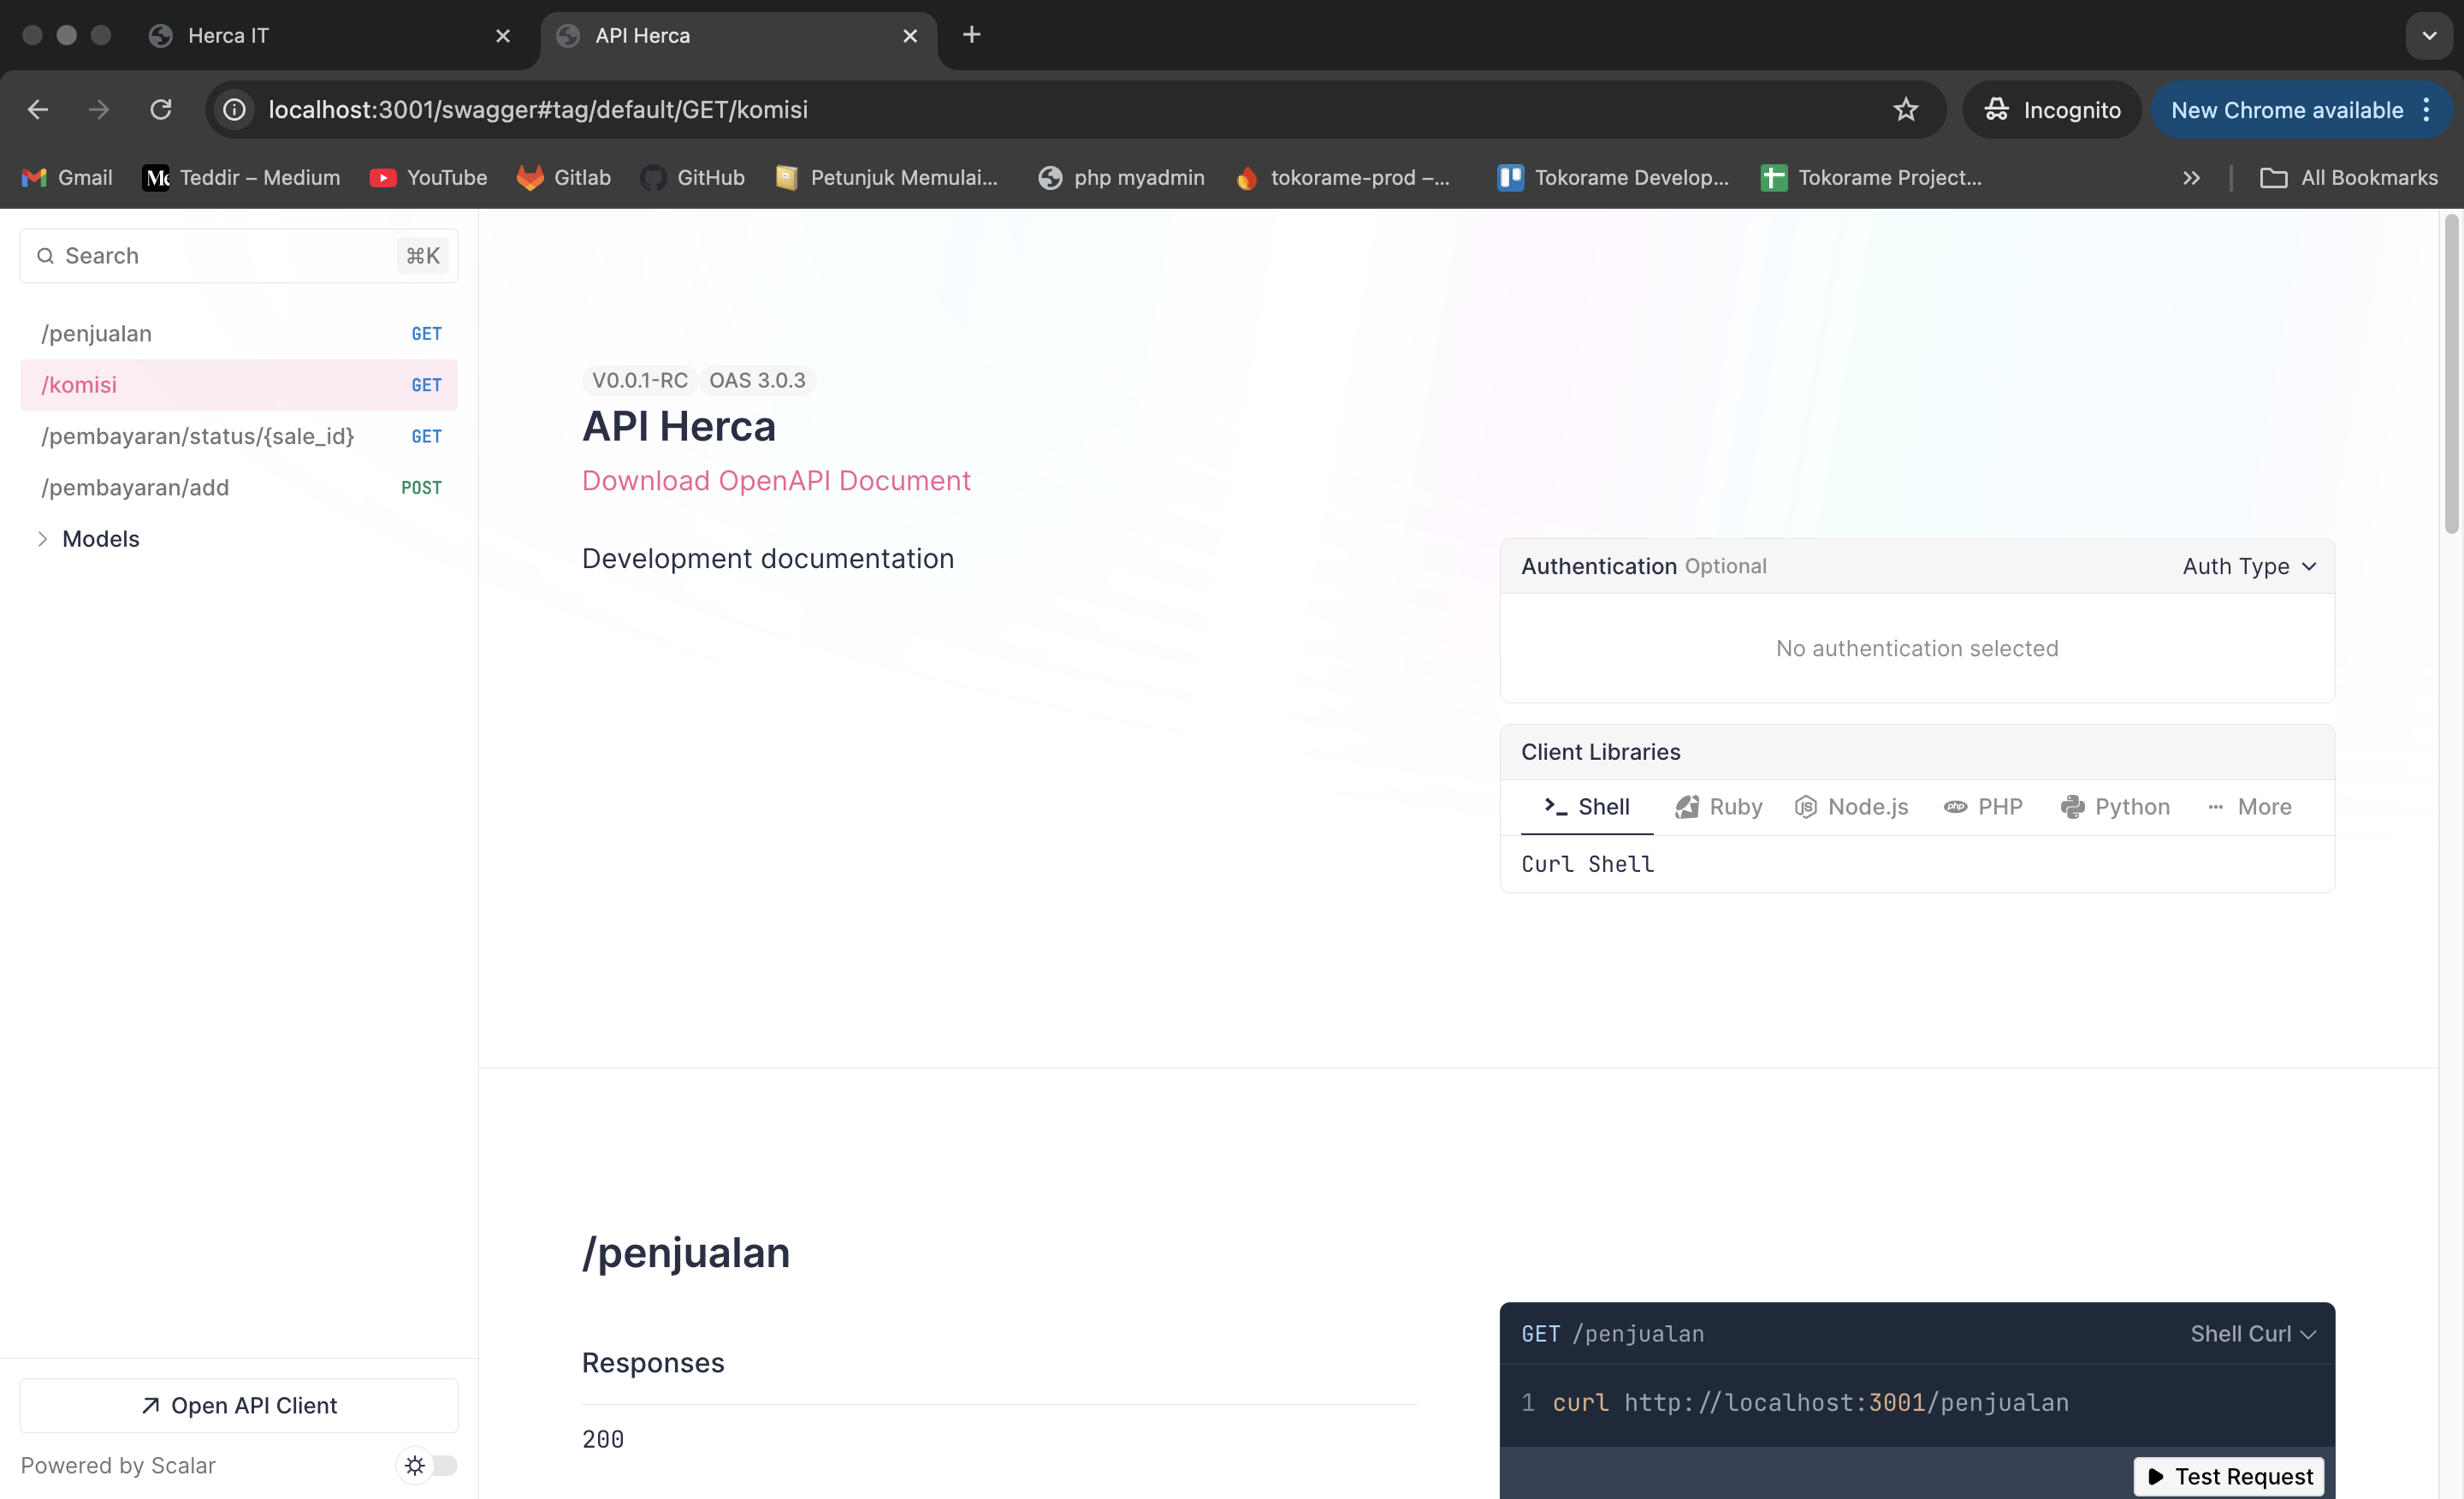 Herca IT
API Herca
localhost:3001/swagger#tag/default/GET/komisi
Incognito
New Chrome available
Gmail
Teddir – Medium
YouTube
Gitlab
GitHub
Petunjuk Memulai...
php myadmin
tokorame-prod –...
Tokorame Develop...
Tokorame Project...
All Bookmarks
Search ⌘K
/penjualan GET
/komisi GET
/pembayaran/status/{sale_id} GET
/pembayaran/add POST
Models
Open API Client
Powered by Scalar
V0.0.1-RC OAS 3.0.3
API Herca
Download OpenAPI Document
Development documentation
Authentication Optional Auth Type
No authentication selected
Client Libraries
Shell Ruby Node.js PHP Python More
Curl Shell
/penjualan
Responses
200
GET /penjualan Shell Curl
1 curl http://localhost:3001/penjualan
Test Request